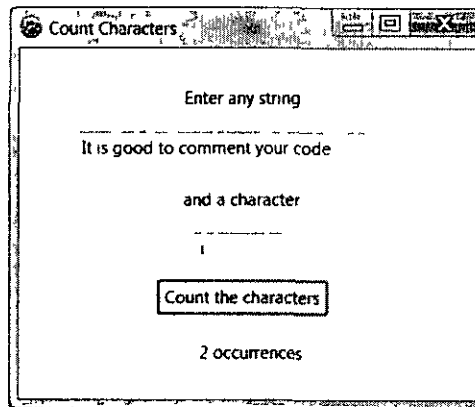 Count Characters
Enter any string
It is good to comment your code
and a character
i
Count the characters
2 occurrences